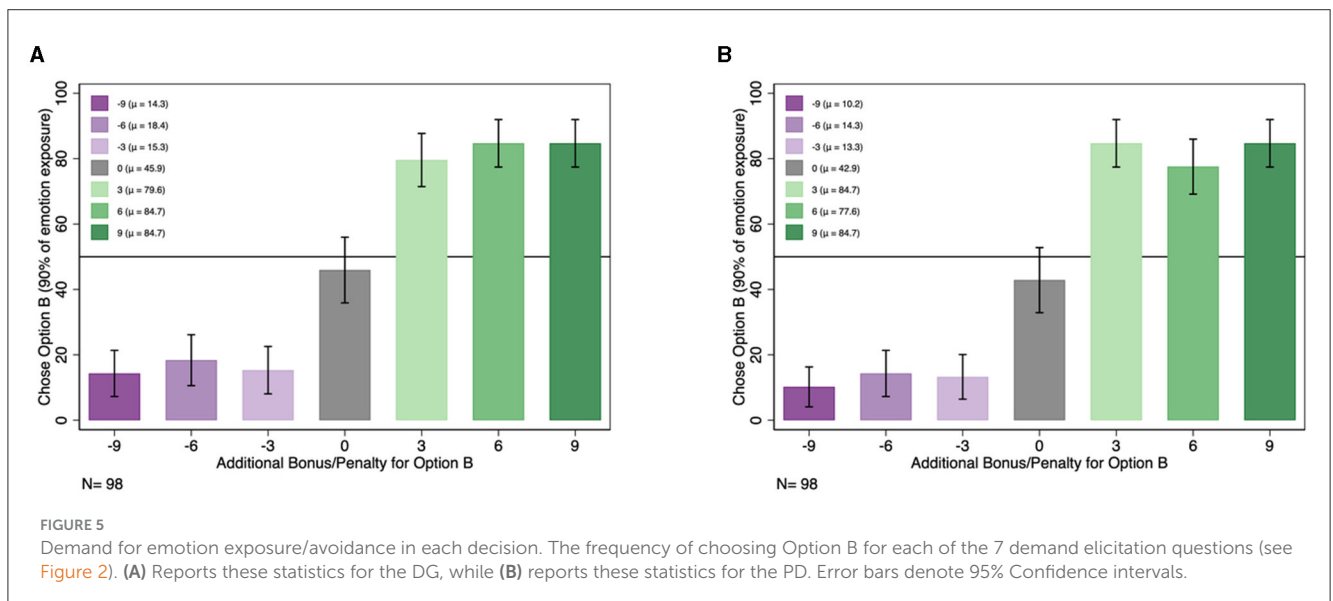 A
Chose Option B (90% of emotion exposure)
100
80
60
40
20
0
-9 (μ = 14.3)
-6 (μ = 18.4)
-3 (μ = 15.3)
0 (μ = 45.9)
3 (μ = 79.6)
6 (μ = 84.7)
9 (μ = 84.7)
-9 -6 -3 0 3 6 9
Additional Bonus/Penalty for Option B
N= 98
B
Chose Option B (90% of emotion exposure)
100
80
60
40
20
0
-9 (μ = 10.2)
-6 (μ = 14.3)
-3 (μ = 13.3)
0 (μ = 42.9)
3 (μ = 84.7)
6 (μ = 77.6)
9 (μ = 84.7)
-9 -6 -3 0 3 6 9
Additional Bonus/Penalty for Option B
N= 98
FIGURE 5
Demand for emotion exposure/avoidance in each decision. The frequency of choosing Option B for each of the 7 demand elicitation questions (see
Figure 2). (A) Reports these statistics for the DG, while (B) reports these statistics for the PD. Error bars denote 95% Confidence intervals.